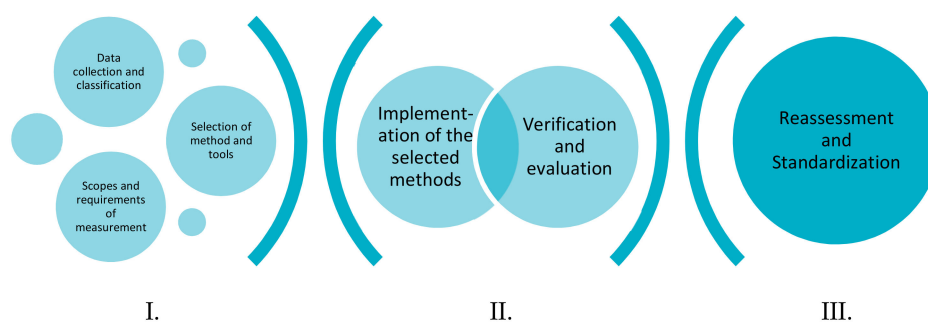 Data
collection and
classification
Selection of
method and
tools
Scopes and
requirements
of
measurement
Implement-
ation of the
selected
methods
Verification
and
evaluation
Reassessment
and
Standardization
I.
II.
III.